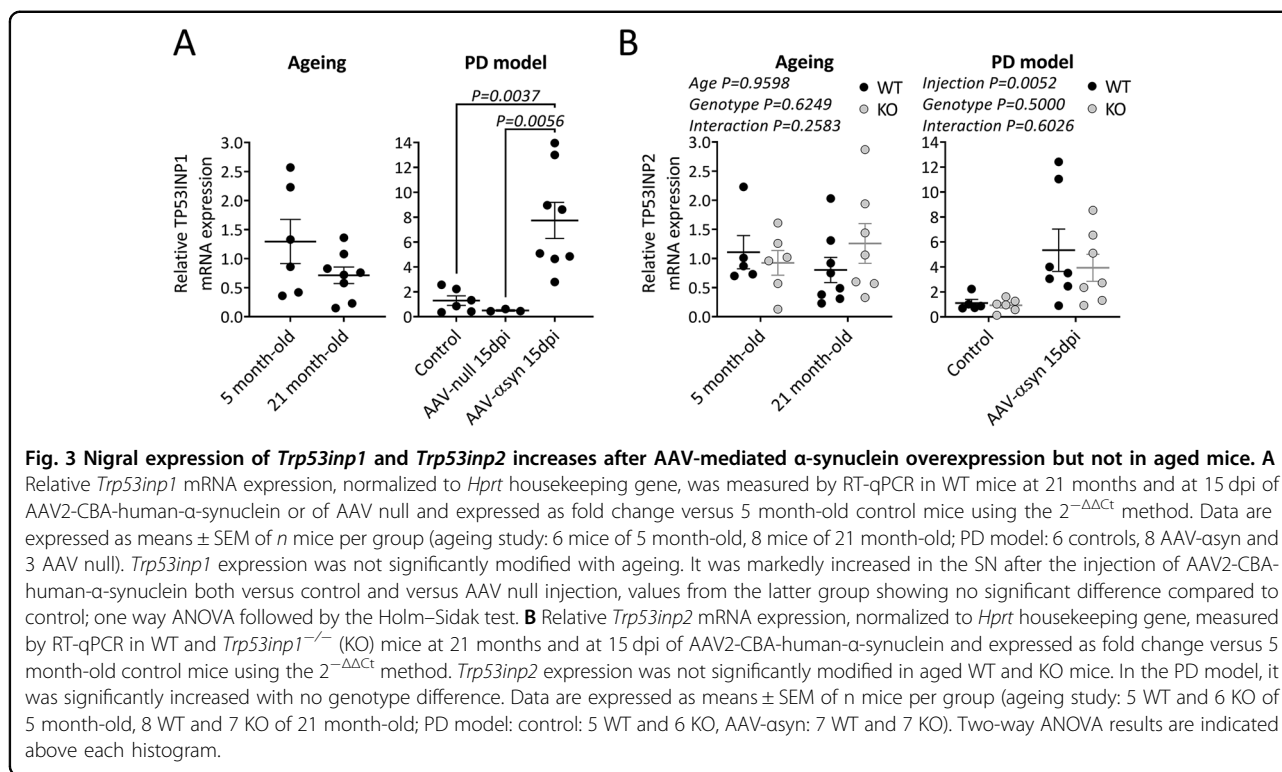 A
Ageing
PD model
P=0.0037
P=0.0056
Relative TP53INP1
mRNA expression
3.0
2.5
2.0
1.5
1.0
0.5
0.0
5 month-old
21 month-old
14
12
10
8
6
4
2
0
Control
AAV-null 15dpi
AAV-αsyn 15dpi
B
Ageing
Age P=0.9598
Genotype P=0.6249
Interaction P=0.2583
WT
KO
Relative TP53INP2
mRNA expression
3.0
2.5
2.0
1.5
1.0
0.5
0.0
5 month-old
21 month-old
PD model
Injection P=0.0052
Genotype P=0.5000
Interaction P=0.6026
WT
KO
14
12
10
8
6
4
2
0
Control
AAV-αsyn 15dpi
Fig. 3 Nigral expression of Trp53inp1 and Trp53inp2 increases after AAV-mediated α-synuclein overexpression but not in aged mice. A
Relative Trp53inp1 mRNA expression, normalized to Hprt housekeeping gene, was measured by RT-qPCR in WT mice at 21 months and at 15 dpi of
AAV2-CBA-human-α-synuclein or of AAV null and expressed as fold change versus 5 month-old control mice using the 2−ΔΔCt method. Data are
expressed as means ± SEM of n mice per group (ageing study: 6 mice of 5 month-old, 8 mice of 21 month-old; PD model: 6 controls, 8 AAV-αsyn and
3 AAV null). Trp53inp1 expression was not significantly modified with ageing. It was markedly increased in the SN after the injection of AAV2-CBA-
human-α-synuclein both versus control and versus AAV null injection, values from the latter group showing no significant difference compared to
control; one way ANOVA followed by the Holm–Sidak test. B Relative Trp53inp2 mRNA expression, normalized to Hprt housekeeping gene, measured
by RT-qPCR in WT and Trp53inp1−/− (KO) mice at 21 months and at 15 dpi of AAV2-CBA-human-α-synuclein and expressed as fold change versus 5
month-old control mice using the 2−ΔΔCt method. Trp53inp2 expression was not significantly modified in aged WT and KO mice. In the PD model, it
was significantly increased with no genotype difference. Data are expressed as means ± SEM of n mice per group (ageing study: 5 WT and 6 KO of
5 month-old, 8 WT and 7 KO of 21 month-old; PD model: control: 5 WT and 6 KO, AAV-αsyn: 7 WT and 7 KO). Two-way ANOVA results are indicated
above each histogram.